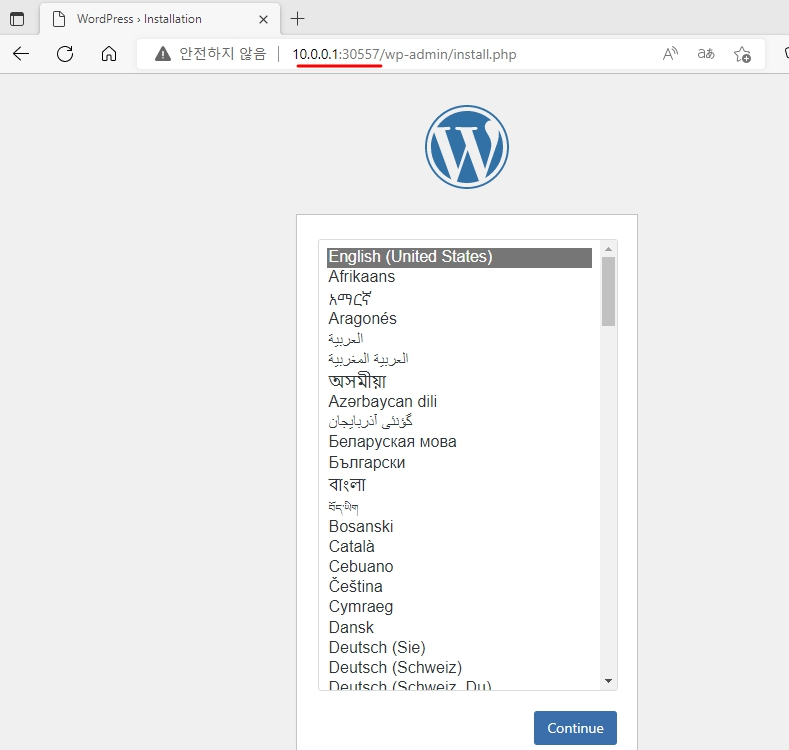 WordPress › Installation
안전하지 않음 10.0.0.1:30557/wp-admin/install.php
English (United States)
Afrikaans
አማርኛ
Aragonés
العربية
العربية المغربية
অসমীয়া
Azərbaycan dili
گؤنئی آذربایجان
Беларуская мова
Български
বাংলা
བོད་ཡིག
Bosanski
Català
Cebuano
Čeština
Cymraeg
Dansk
Deutsch (Sie)
Deutsch (Schweiz)
Deutsch (Schweiz, Du)
Continue